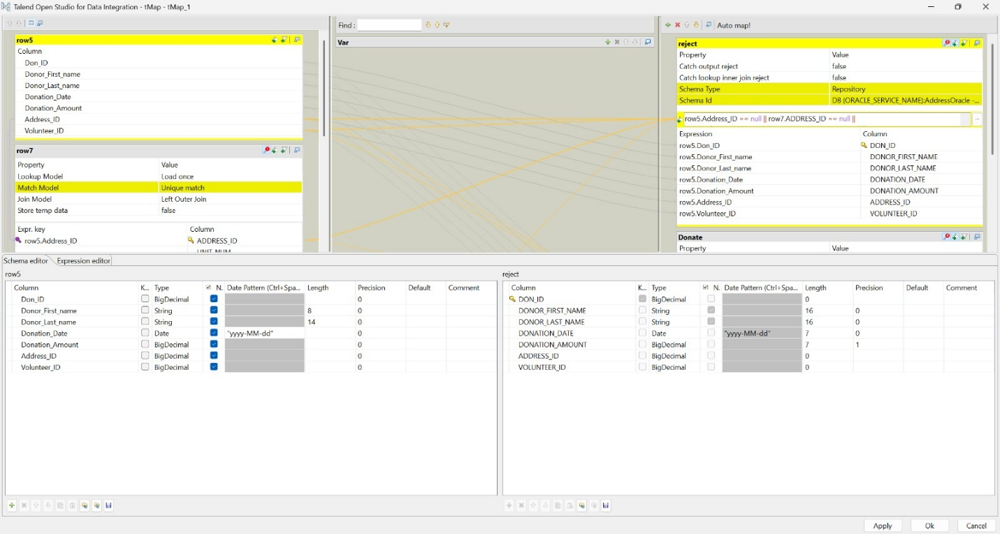 Talend Open Studio for Data Integration - tMap - tMap_1
Find :
Auto map!
row5
Column
Don_ID
Donor_First_name
Donor_Last_name
Donation_Date
Donation_Amount
Address_ID
Volunteer_ID
row7
Property Value
Lookup Model Load once
Match Model Unique match
Join Model Left Outer Join
Store temp data false
Expr. key Column
row5.Address_ID ADDRESS_ID
Var
reject
Property Value
Catch output reject false
Catch lookup inner join reject false
Schema Type Repository
Schema Id DB (ORACLE_SERVICE_NAME):AddressOracle -...
row5.Address_ID == null || row7.ADDRESS_ID == null ||
...
Expression Column
row5.Don_ID DON_ID
row5.Donor_First_name DONOR_FIRST_NAME
row5.Donor_Last_name DONOR_LAST_NAME
row5.Donation_Date DONATION_DATE
row5.Donation_Amount DONATION_AMOUNT
row5.Address_ID ADDRESS_ID
row5.Volunteer_ID VOLUNTEER_ID
Donate
Property Value
Schema editor Expression editor
row5
Column K... Type N. Date Pattern (Ctrl+Spa... Length Precision Default Comment
Don_ID BigDecimal 0
Donor_First_name String 8 0
Donor_Last_name String 14 0
Donation_Date Date "yyyy-MM-dd" 0
Donation_Amount BigDecimal 0
Address_ID BigDecimal 0
Volunteer_ID BigDecimal 0
reject
Column K... Type N. Date Pattern (Ctrl+Spa... Length Precision Default Comment
DON_ID BigDecimal 0
DONOR_FIRST_NAME String 16 0
DONOR_LAST_NAME String 16 0
DONATION_DATE Date "yyyy-MM-dd" 7 0
DONATION_AMOUNT BigDecimal 7 1
ADDRESS_ID BigDecimal 0
VOLUNTEER_ID BigDecimal 0
Apply Ok Cancel